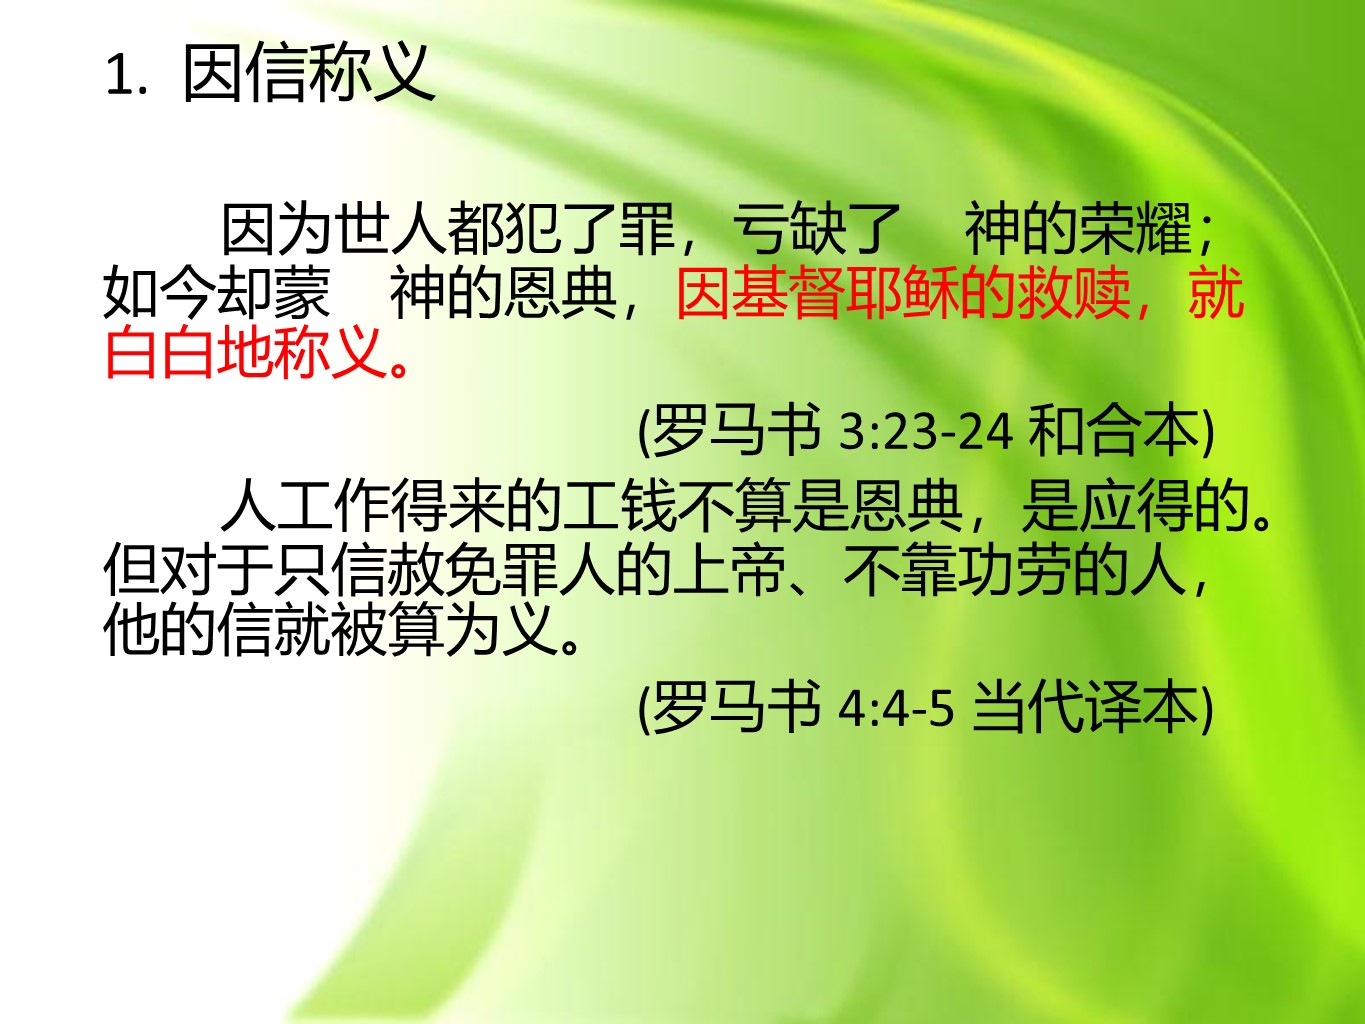 1. 因信称义
因为世人都犯了罪，亏缺了　神的荣耀；
如今却蒙　神的恩典，因基督耶稣的救赎，就
白白地称义。
(罗马书 3:23-24 和合本)
人工作得来的工钱不算是恩典，是应得的。
但对于只信赦免罪人的上帝、不靠功劳的人，
他的信就被算为义。
(罗马书 4:4-5 当代译本)